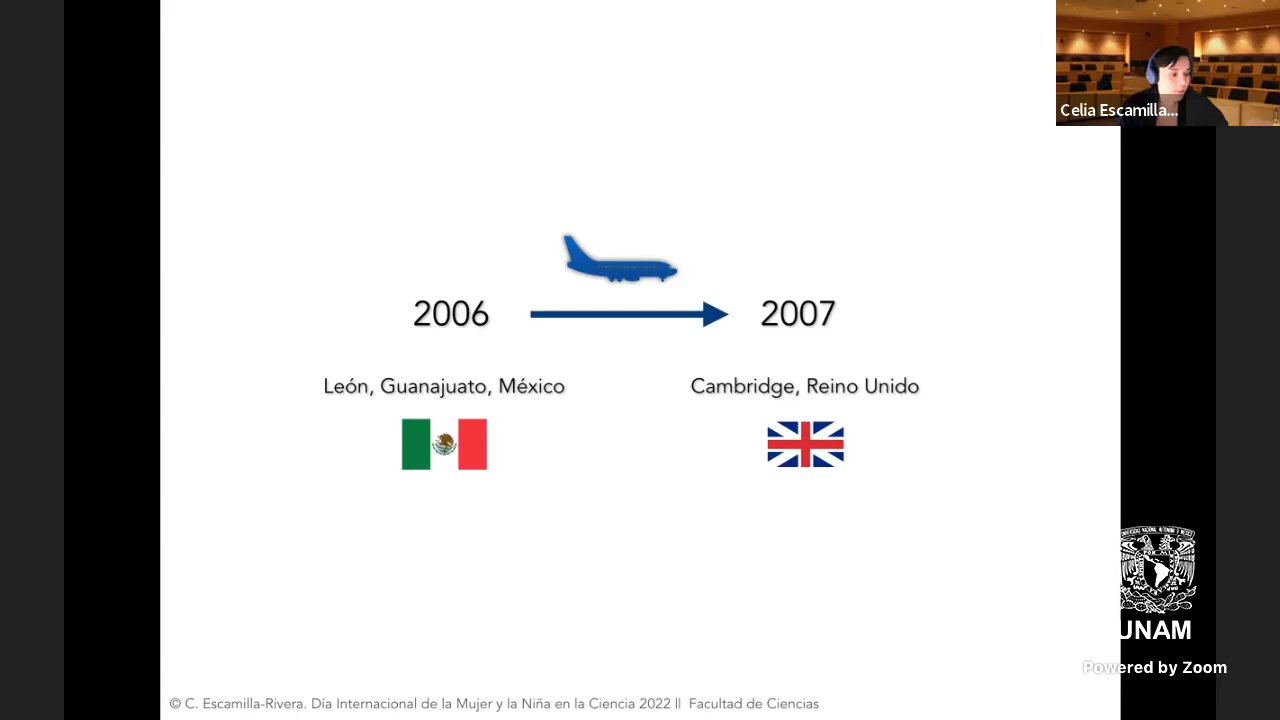 Celia Escamilla...
2006
2007
León, Guanajuato, México
Cambridge, Reino Unido
UNAM
Powered by Zoom
© C. Escamilla-Rivera. Día Internacional de la Mujer y la Niña en la Ciencia 2022 || Facultad de Ciencias